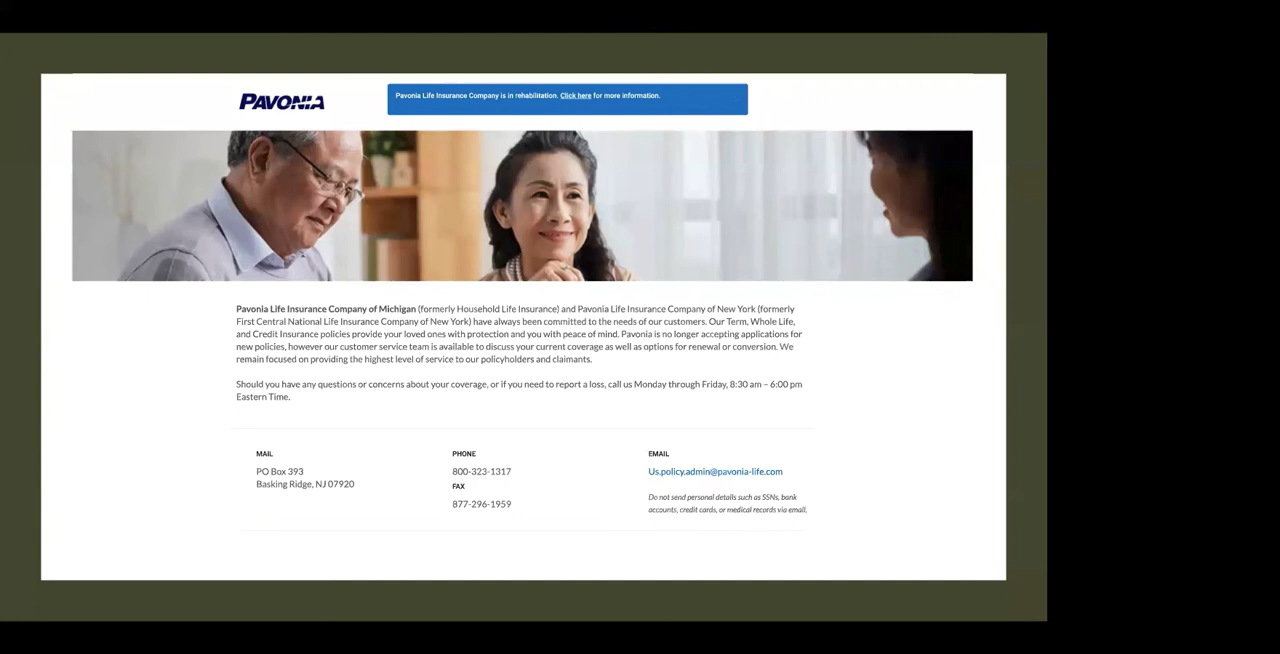 PAVONIA
Pavonia Life Insurance Company is in rehabilitation. Click here for more information.
Pavonia Life Insurance Company of Michigan (formerly Household Life Insurance) and Pavonia Life Insurance Company of New York (formerly
First Central National Life Insurance Company of New York) have always been committed to the needs of our customers. Our Term, Whole Life,
and Credit Insurance policies provide your loved ones with protection and you with peace of mind. Pavonia is no longer accepting applications for
new policies, however our customer service team is available to discuss your current coverage as well as options for renewal or conversion. We
remain focused on providing the highest level of service to our policyholders and claimants.
Should you have any questions or concerns about your coverage, or if you need to report a loss, call us Monday through Friday, 8:30 am – 6:00 pm
Eastern Time.
MAIL
PO Box 393
Basking Ridge, NJ 07920
PHONE
800-323-1317
FAX
877-296-1959
EMAIL
Us.policy.admin@pavonia-life.com
Do not send personal details such as SSNs, bank
accounts, credit cards, or medical records via email.